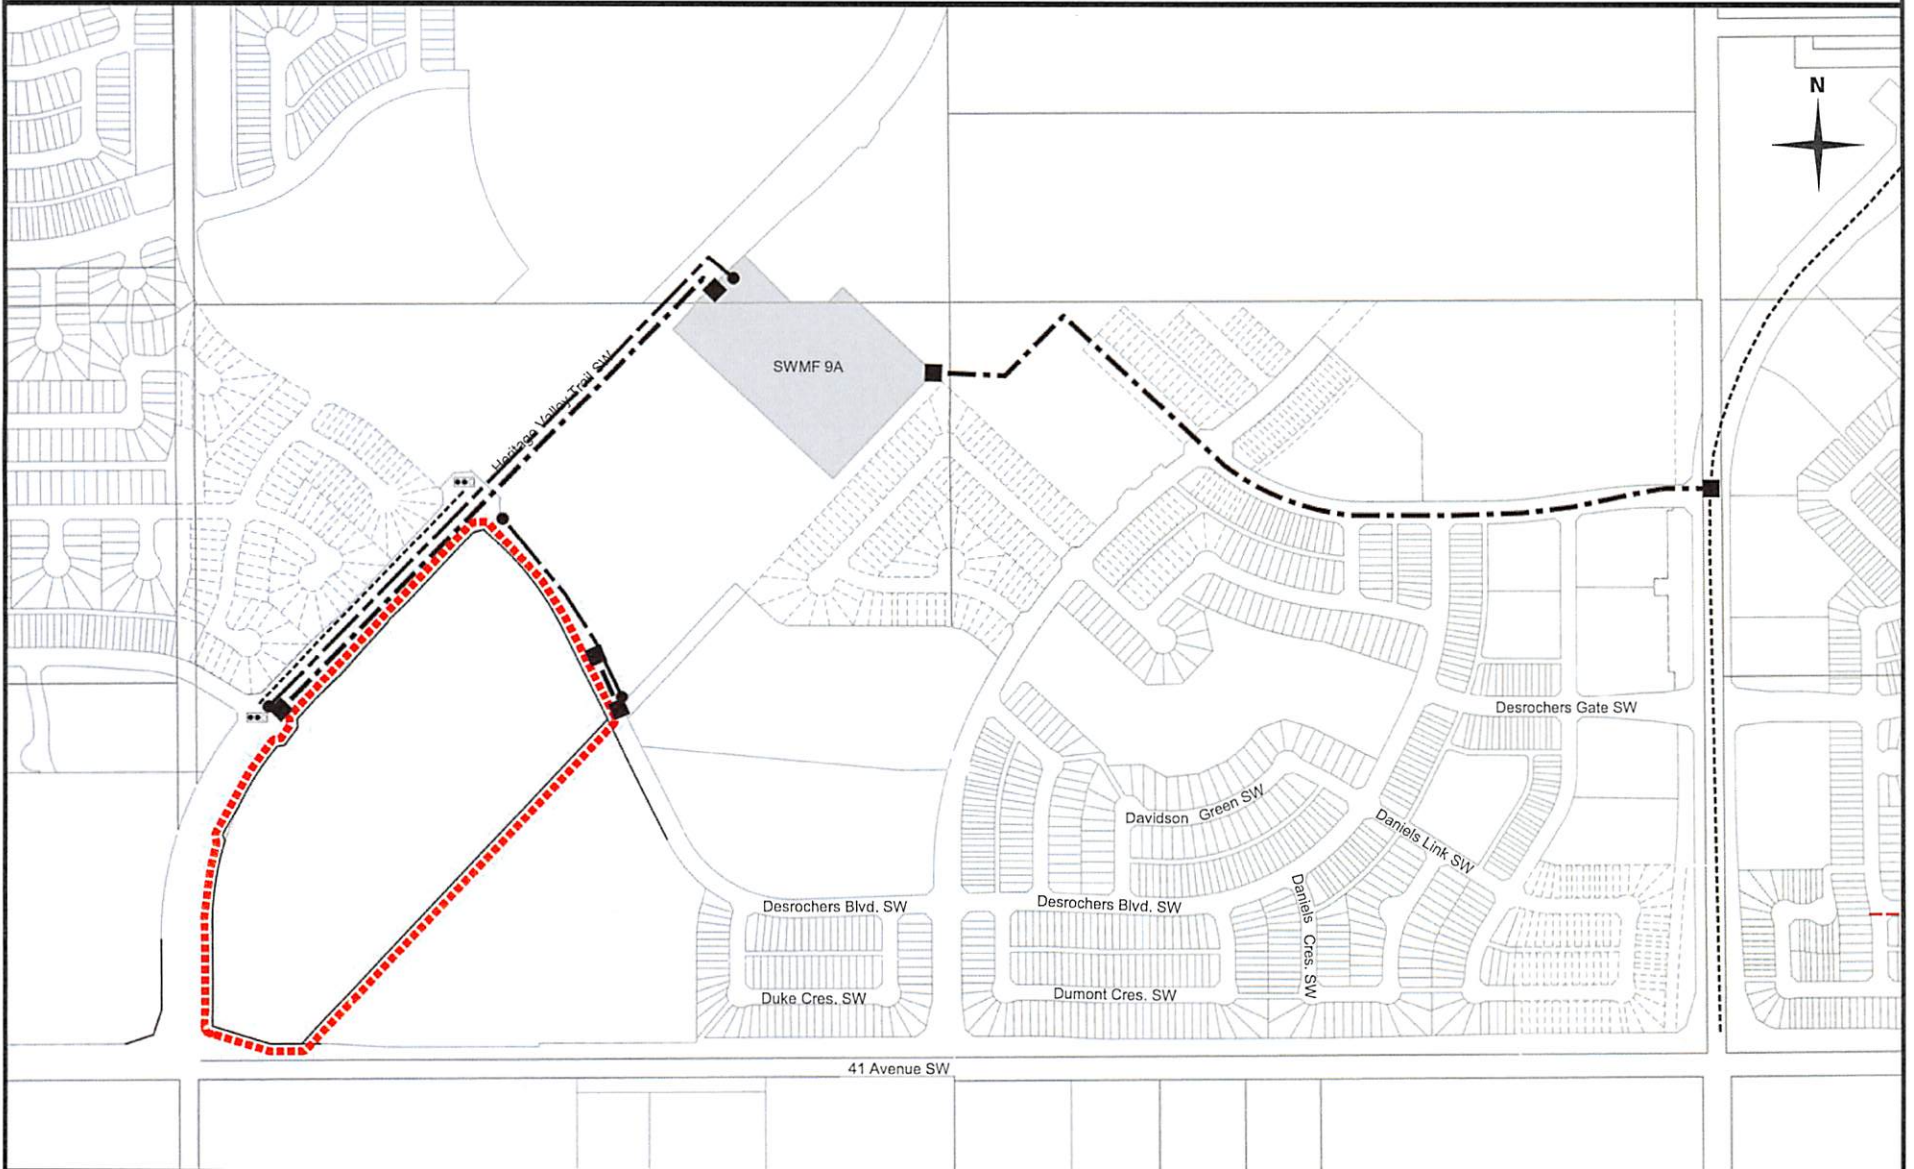 N
SWMF 9A
Heritage Valley Trail SW
Desrochers Gate SW
Davidson Green SW
Daniels Link SW
Desrochers Blvd. SW
Desrochers Blvd. SW
Daniels Cres. SW
Duke Cres. SW
Dumont Cres. SW
41 Avenue SW